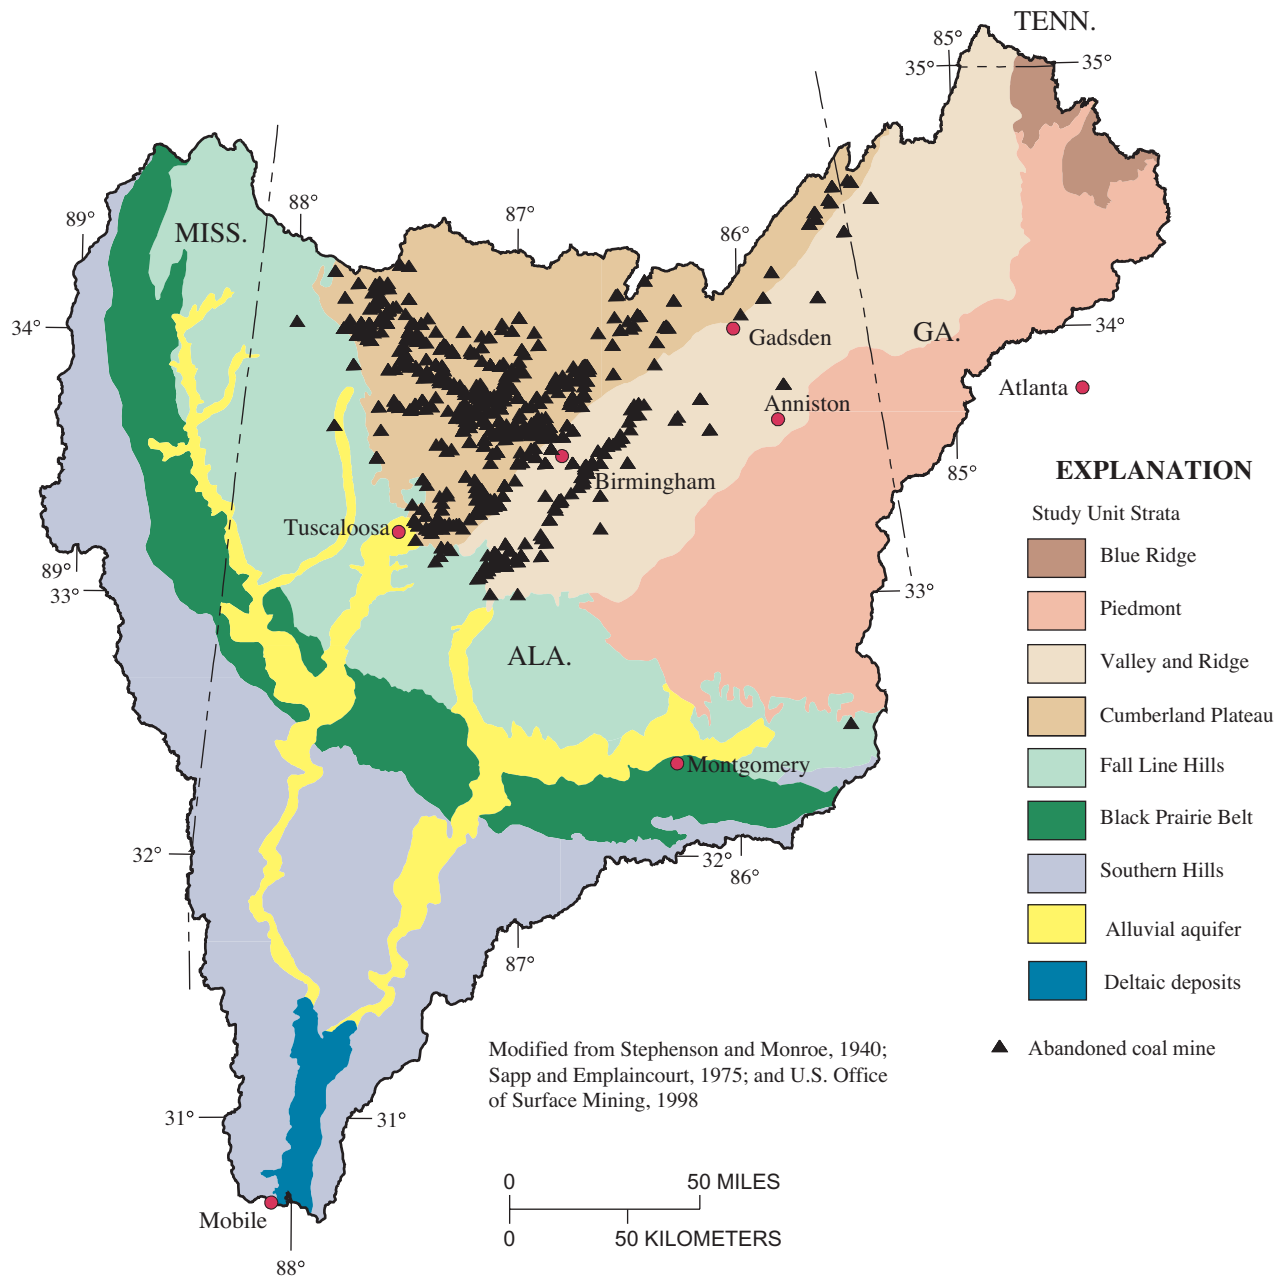 TENN.
85°
35°
35°
89°
88°
MISS.
87°
86°
34°
Gadsden
GA.
34°
Atlanta
Anniston
Birmingham
85°
EXPLANATION
Study Unit Strata
Tuscaloosa
Blue Ridge
89°
33°
33°
Piedmont
ALA.
Valley and Ridge
Cumberland Plateau
Montgomery
Fall Line Hills
Black Prairie Belt
32°
32°
86°
Southern Hills
Alluvial aquifer
87°
Deltaic deposits
Abandoned coal mine
Modified from Stephenson and Monroe, 1940;
Sapp and Emplaincourt, 1975; and U.S. Office
of Surface Mining, 1998
31°
31°
0 50 MILES
0 50 KILOMETERS
Mobile
88°